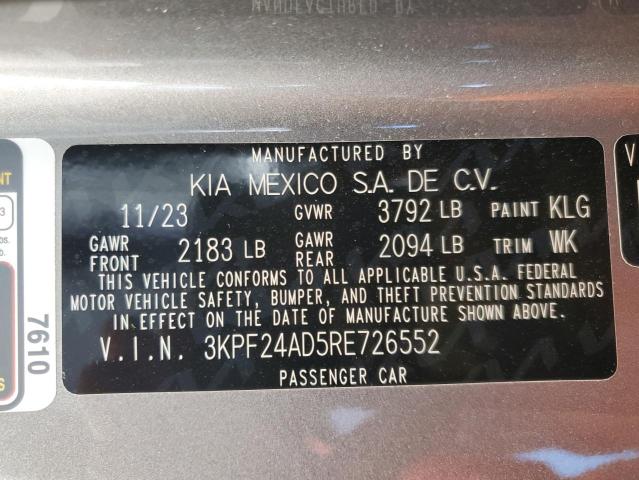 MANUFACTURED BY
KIA MEXICO S.A. DE C.V.
11/23 GVWR 3792 LB PAINT KLG
GAWR FRONT 2183 LB GAWR REAR 2094 LB TRIM WK
THIS VEHICLE CONFORMS TO ALL APPLICABLE U.S.A. FEDERAL
MOTOR VEHICLE SAFETY, BUMPER, AND THEFT PREVENTION STANDARDS
IN EFFECT ON THE DATE OF MANUFACTURE SHOWN ABOVE.
V.I.N. 3KPF24AD5RE726552
PASSENGER CAR
7610